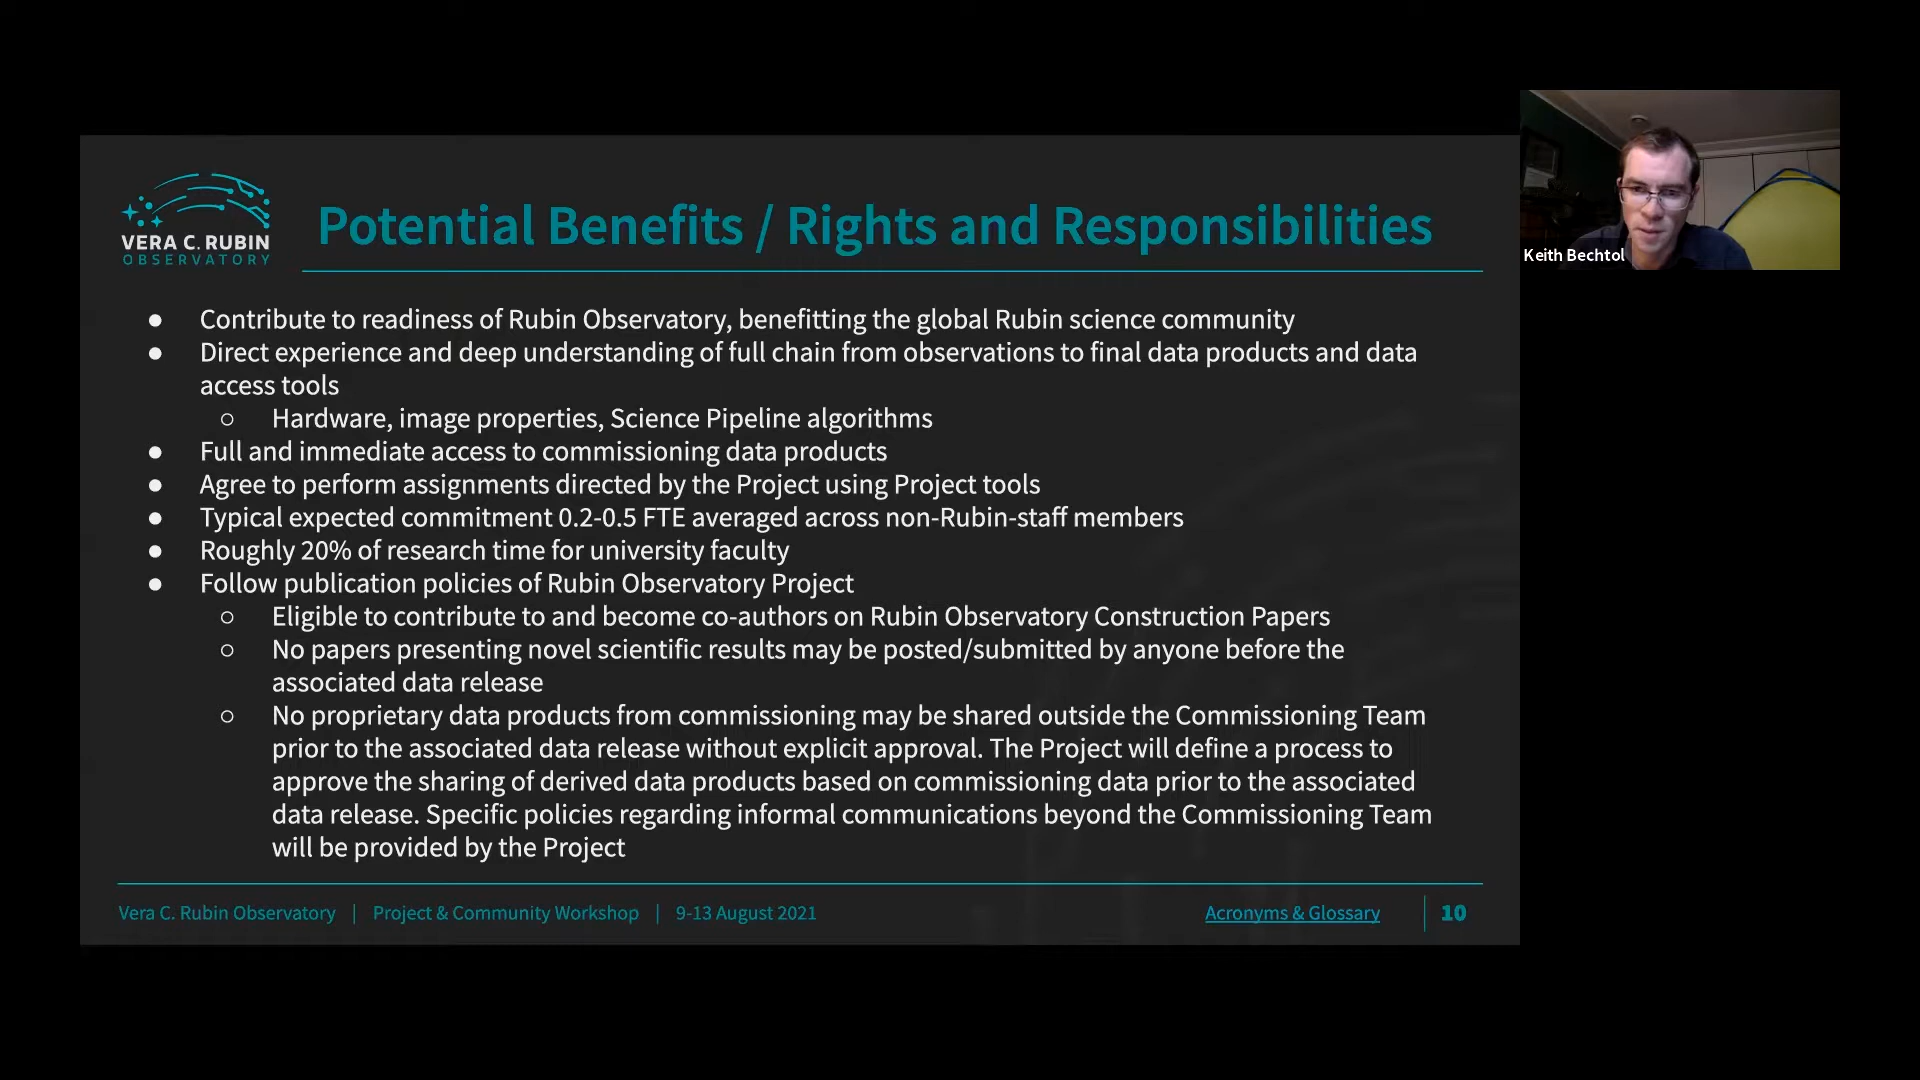 VERA C. RUBIN
OBSERVATORY
Potential Benefits / Rights and Responsibilities
Keith Bechtol
● Contribute to readiness of Rubin Observatory, benefitting the global Rubin science community
● Direct experience and deep understanding of full chain from observations to final data products and data
access tools
○ Hardware, image properties, Science Pipeline algorithms
● Full and immediate access to commissioning data products
● Agree to perform assignments directed by the Project using Project tools
● Typical expected commitment 0.2-0.5 FTE averaged across non-Rubin-staff members
● Roughly 20% of research time for university faculty
● Follow publication policies of Rubin Observatory Project
○ Eligible to contribute to and become co-authors on Rubin Observatory Construction Papers
○ No papers presenting novel scientific results may be posted/submitted by anyone before the
associated data release
○ No proprietary data products from commissioning may be shared outside the Commissioning Team
prior to the associated data release without explicit approval. The Project will define a process to
approve the sharing of derived data products based on commissioning data prior to the associated
data release. Specific policies regarding informal communications beyond the Commissioning Team
will be provided by the Project
Vera C. Rubin Observatory | Project & Community Workshop | 9-13 August 2021
Acronyms & Glossary | 10